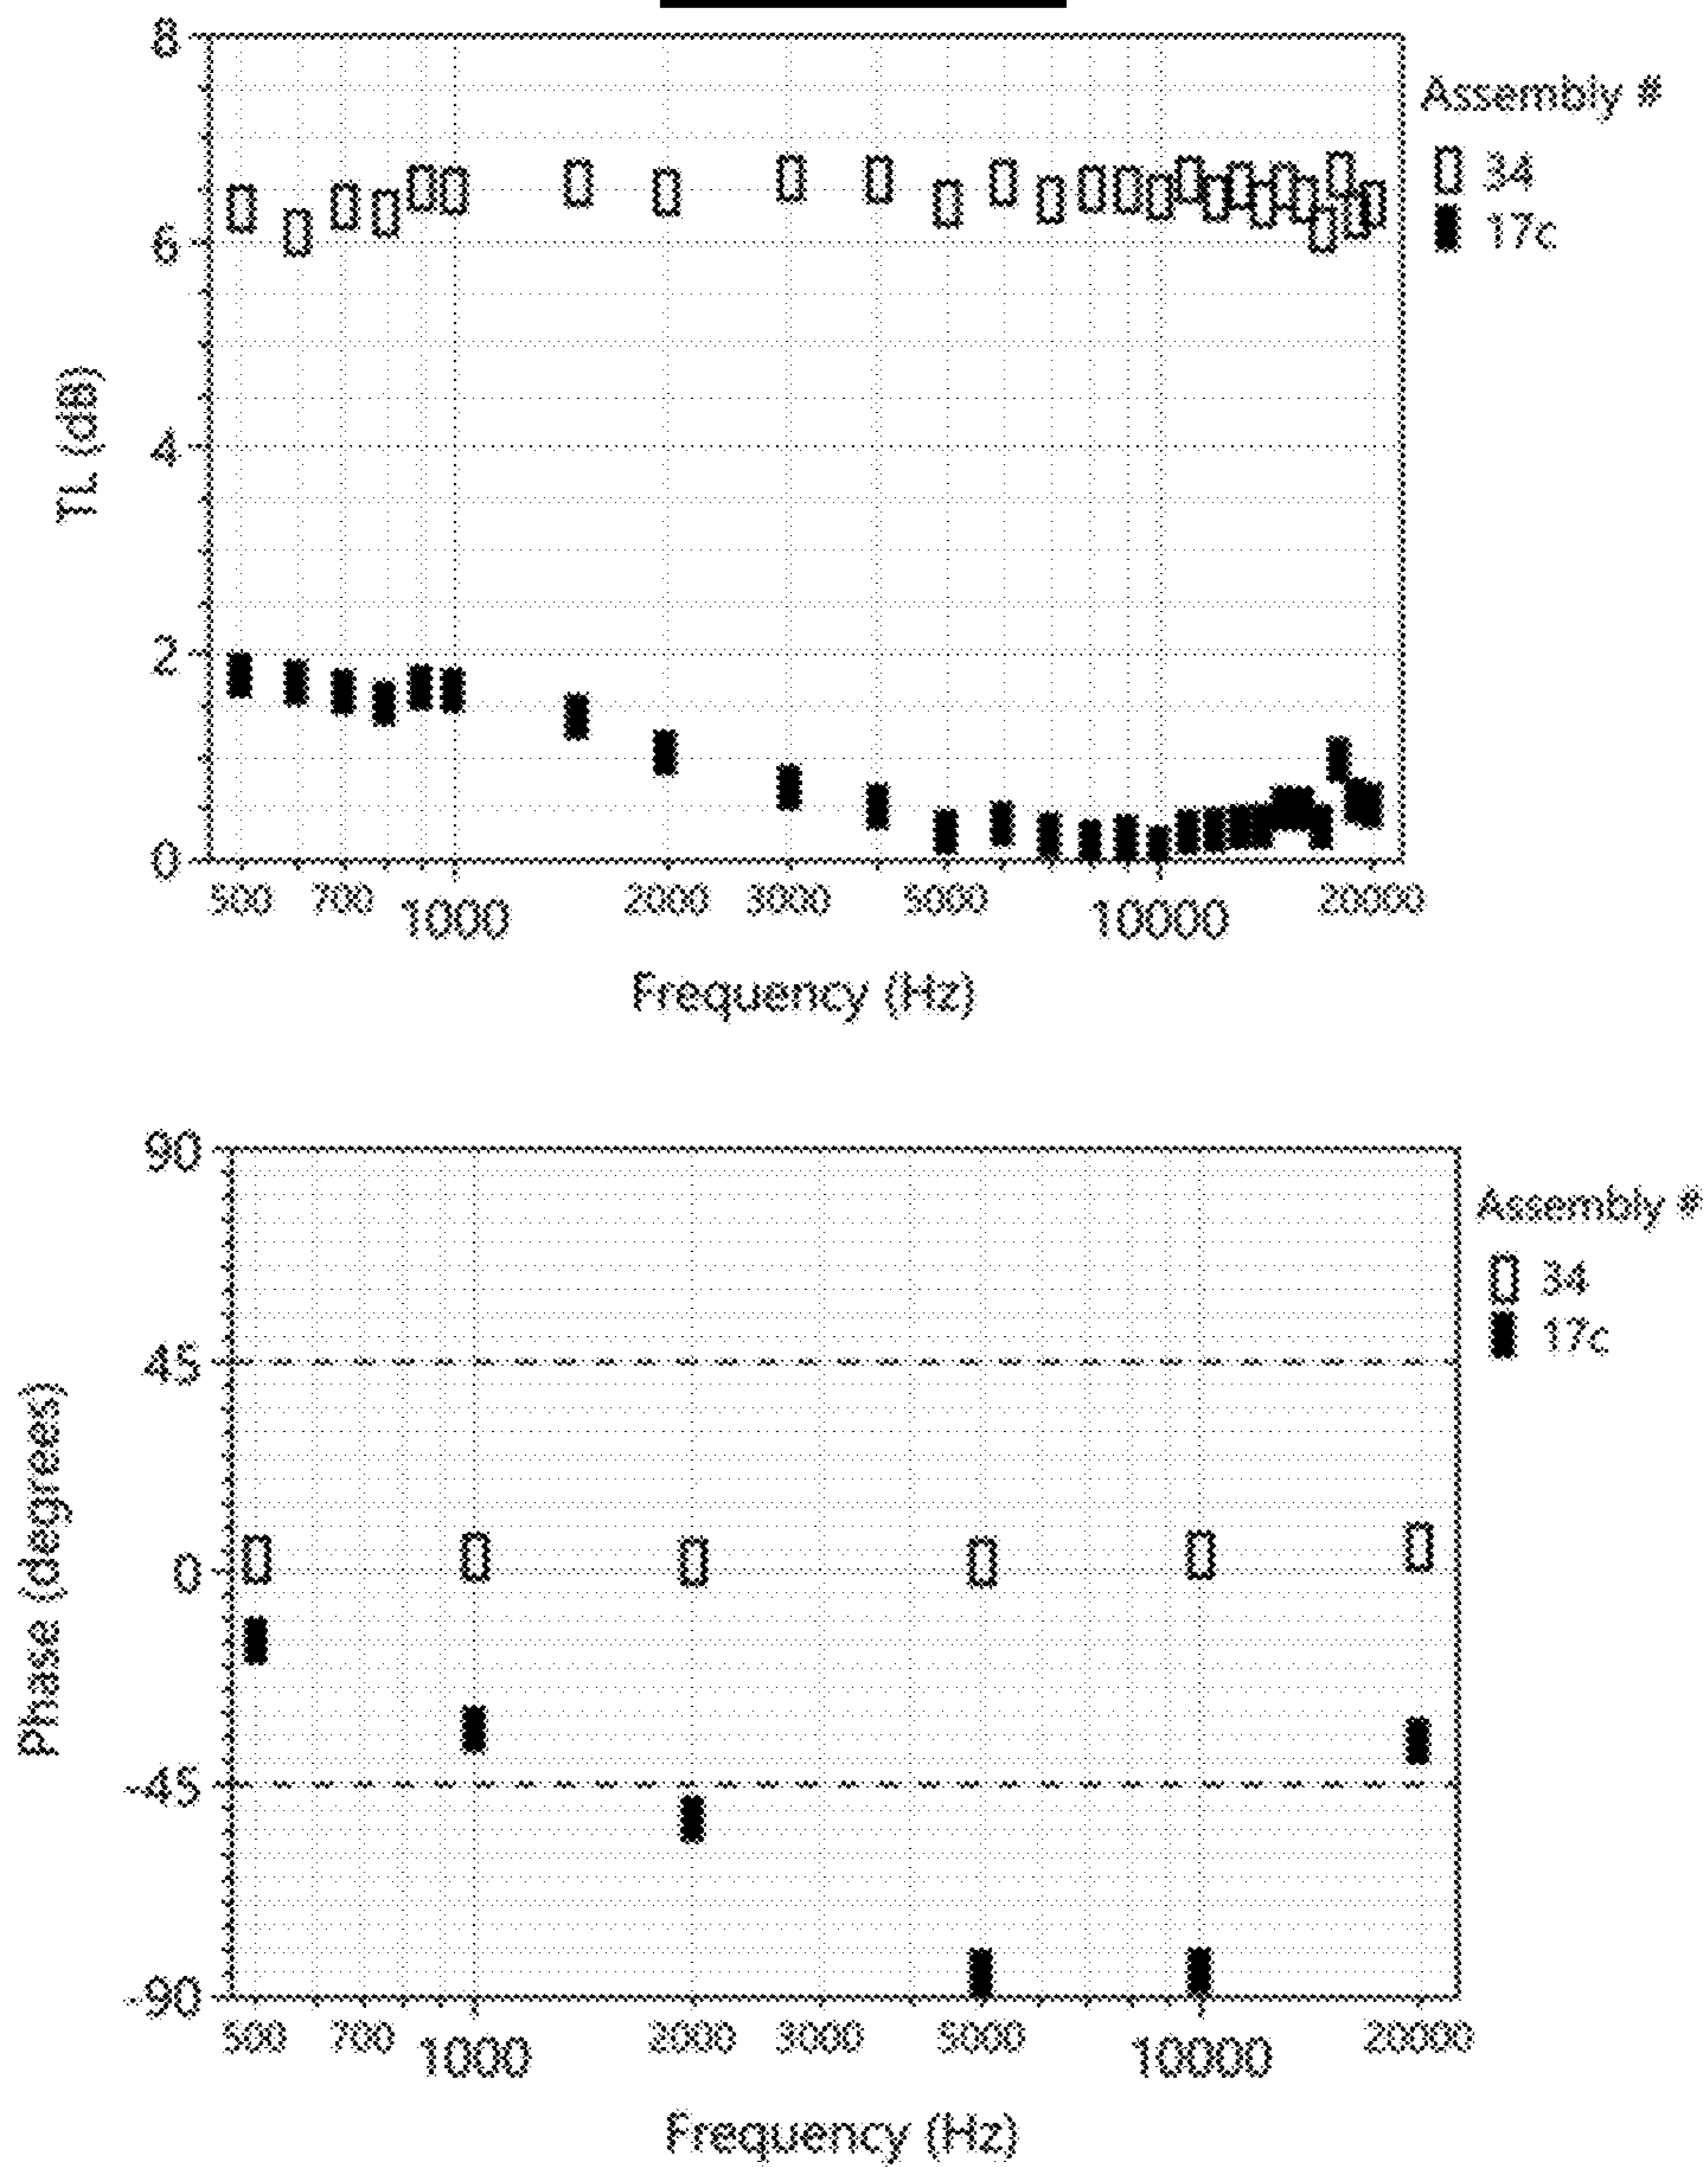 8
Assembly #
34
6
17c
TL (dB)
4
2
0
500 700 1000 2000 3000 5000 10000 20000
Frequency (Hz)
90
Assembly #
34
17c
45
Phase (degrees)
0
-45
-90
500 700 1000 2000 3000 5000 10000 20000
Frequency (Hz)